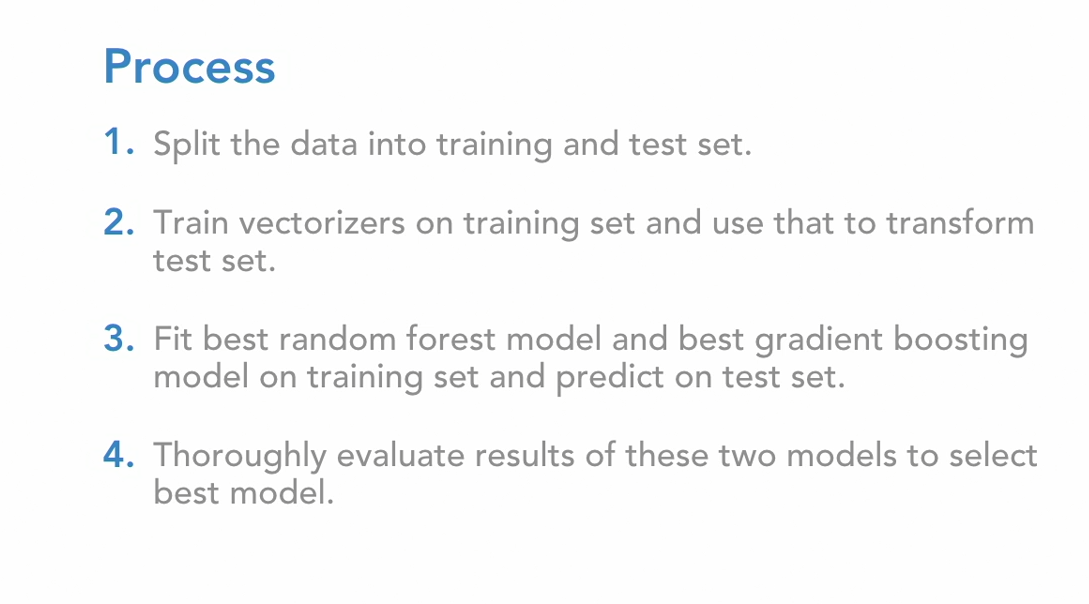 Process
1. Split the data into training and test set.
2. Train vectorizers on training set and use that to transform
test set.
3. Fit best random forest model and best gradient boosting
model on training set and predict on test set.
4. Thoroughly evaluate results of these two models to select
best model.